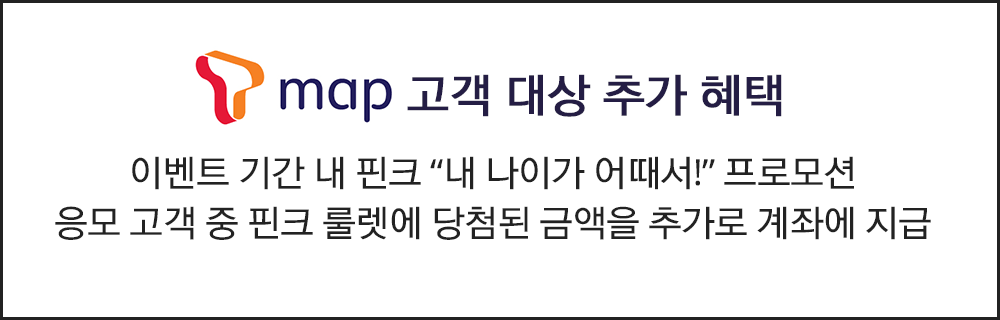 T map 고객 대상 추가 혜택
이벤트 기간 내 핀크 “내 나이가 어때서!” 프로모션
응모 고객 중 핀크 룰렛에 당첨된 금액을 추가로 계좌에 지급